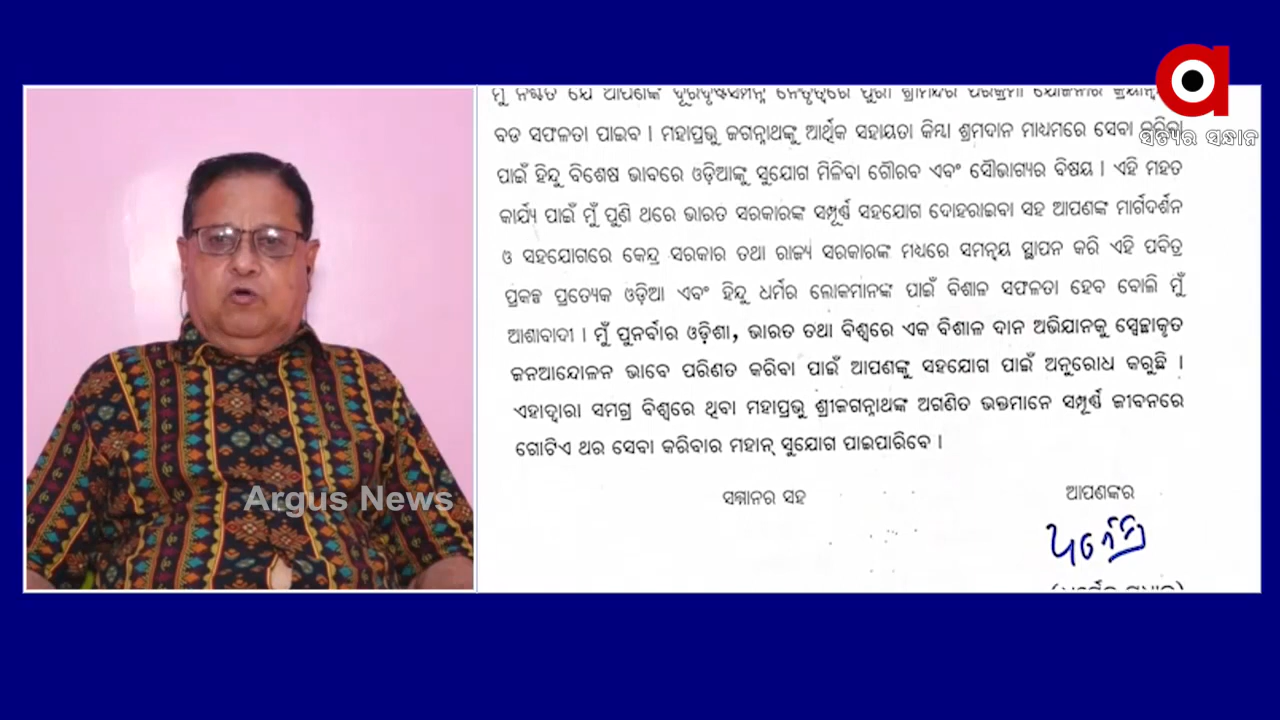 ବଡ ସଫଳତା ପାଇବ । ମହାପ୍ରଭୁ ଜଗନ୍ନାଥଙ୍କୁ ଆର୍ଥିକ ସହାୟତା କିମ୍ୱା ଶ୍ରମଦାନ ମାଧ୍ୟମରେ ସେବା କରିବା
ସତ୍ୟର ସନ୍ଧାନ
ପାଇଁ ହିନ୍ଦୁ ବିଶେଷ ଭାବରେ ଓଡ଼ିଆଙ୍କୁ ସୁଯୋଗ ମିଳିବା ଗୌରବ ଏବଂ ସୌଭାଗ୍ୟର ବିଷୟ । ଏହି ମହତ
କାର୍ଯ୍ୟ ପାଇଁ ମୁଁ ପୁଣି ଥରେ ଭାରତ ସରକାରଙ୍କ ସମ୍ପୂର୍ଣ୍ଣ ସହଯୋଗ ଦୋହରାଇବା ସହ ଆପଣଙ୍କ ମାର୍ଗଦର୍ଶନ
ଓ ସହଯୋଗରେ କେନ୍ଦ୍ର ସରକାର ତଥା ରାଜ୍ୟ ସରକାରଙ୍କ ମଧ୍ୟରେ ସମନ୍ୱୟ ସ୍ଥାପନ କରି ଏହି ପବିତ୍ର
ପ୍ରକଳ୍ପ ପ୍ରତ୍ୟେକ ଓଡ଼ିଆ ଏବଂ ହିନ୍ଦୁ ଧର୍ମର ଲୋକମାନଙ୍କ ପାଇଁ ବିଶାଳ ସଫଳତା ହେବ ବୋଲି ମୁଁ
ଆଶାବାଦୀ । ମୁଁ ପୁନର୍ବାର ଓଡ଼ିଶା, ଭାରତ ତଥା ବିଶ୍ୱରେ ଏକ ବିଶାଳ ଦାନ ଅଭିଯାନକୁ ସ୍ୱେଚ୍ଛାକୃତ
ଜନଆନ୍ଦୋଳନ ଭାବେ ପରିଣତ କରିବା ପାଇଁ ଆପଣଙ୍କୁ ସହଯୋଗ ପାଇଁ ଅନୁରୋଧ କରୁଛି ।
ଏହାଦ୍ୱାରା ସମଗ୍ର ବିଶ୍ୱରେ ଥିବା ମହାପ୍ରଭୁ ଶ୍ରୀଜଗନ୍ନାଥଙ୍କ ଅଗଣିତ ଭକ୍ତମାନେ ସମ୍ପୂର୍ଣ୍ଣ ଜୀବନରେ
ଗୋଟିଏ ଥର ସେବା କରିବାର ମହାନ୍ ସୁଯୋଗ ପାଇପାରିବେ ।
ସମ୍ମାନର ସହ
ଆପଣଙ୍କର
Argus News